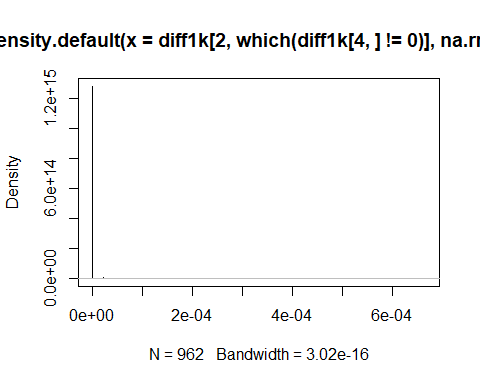 ensity.default(x = diff1k[2, which(diff1k[4, ] != 0)], na.rr
Density
1.2e+15
6.0e+14
0.0e+00
0e+00 2e-04 4e-04 6e-04
N = 962 Bandwidth = 3.02e-16